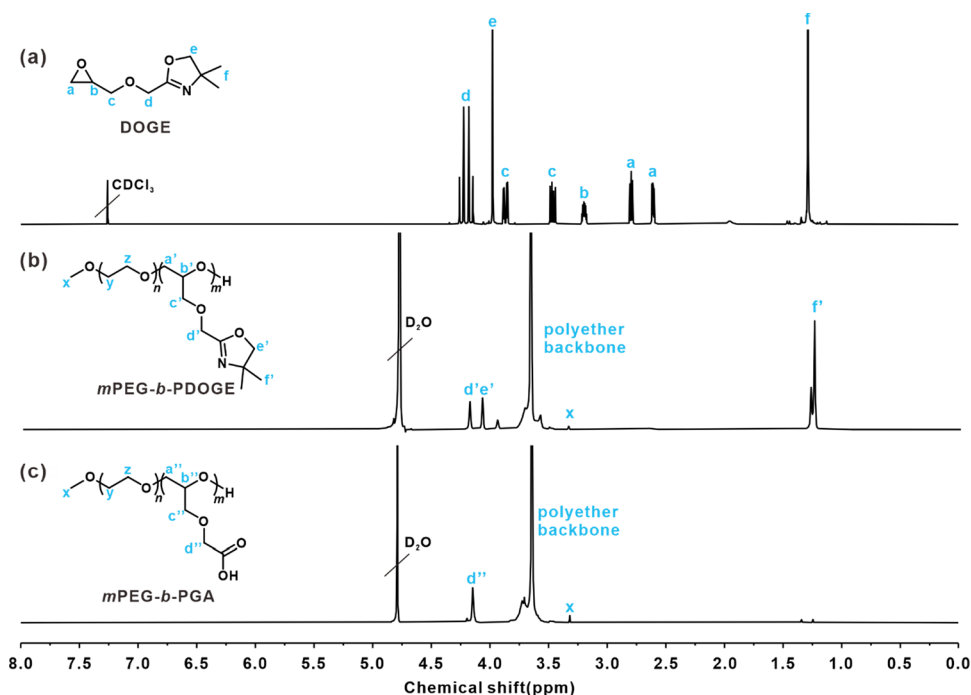 (a)
O
a
b
c
O
d
O
e
N
f
DOGE
CDCl₃
d
e
c
c
b
a
a
f
(b)
x
O
y
z
O
n
a'
b'
O
m
H
c'
O
d'
O
e'
N
f'
mPEG-b-PDOGE
D₂O
d'e'
polyether
backbone
x
f'
(c)
x
O
y
z
O
n
a''
b''
O
m
H
c''
O
d''
O
OH
mPEG-b-PGA
D₂O
d''
polyether
backbone
x
8.0 7.5 7.0 6.5 6.0 5.5 5.0 4.5 4.0 3.5 3.0 2.5 2.0 1.5 1.0 0.5 0.0
Chemical shift(ppm)